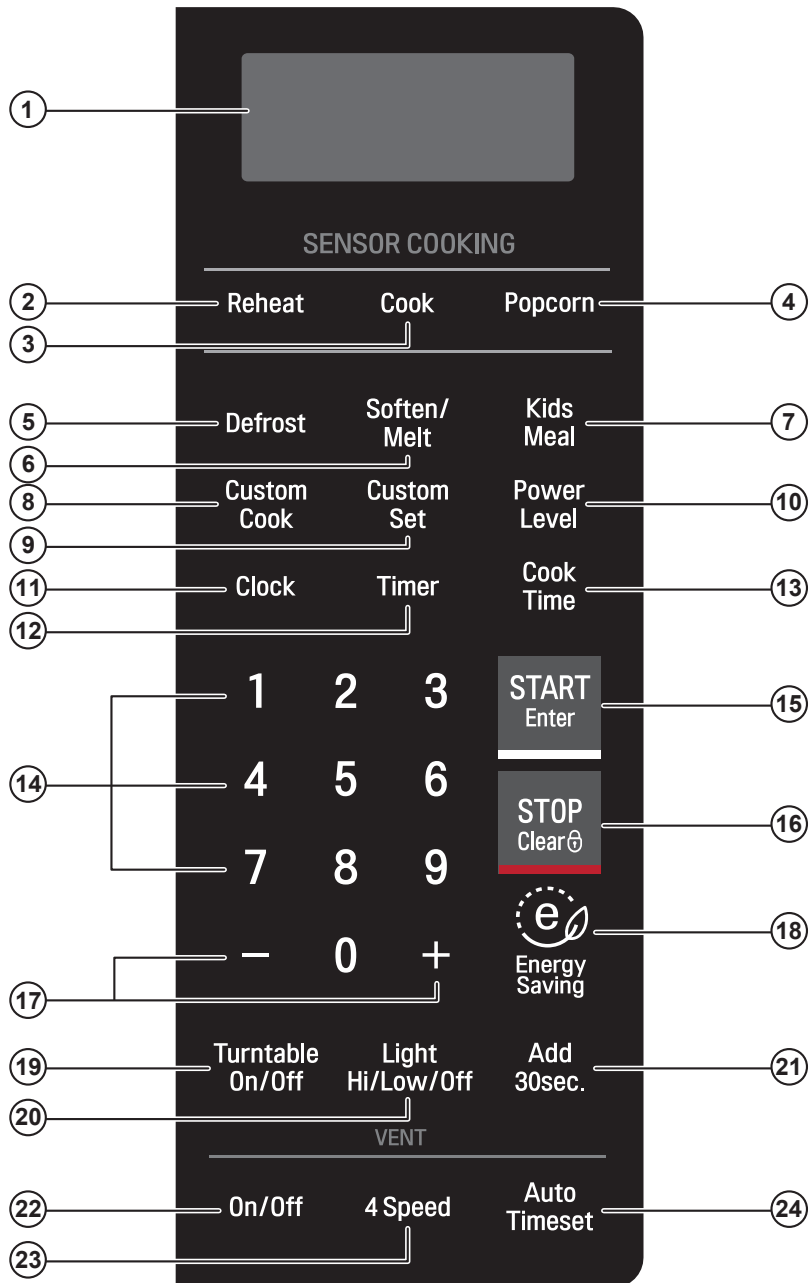 1
SENSOR COOKING
2 Reheat Cook Popcorn 4
3
5 Defrost Soften/ Melt Kids Meal 7
6
8 Custom Cook Custom Set Power Level 10
9
11 Clock Timer Cook Time 13
12
1 2 3 START 15
Enter
14 4 5 6
STOP 16
Clear
7 8 9
e 18
- 0 + Energy
Saving
17
19 Turntable On/Off Light Hi/Low/Off Add 30sec. 21
20
VENT
22 On/Off 4 Speed Auto Timeset 24
23